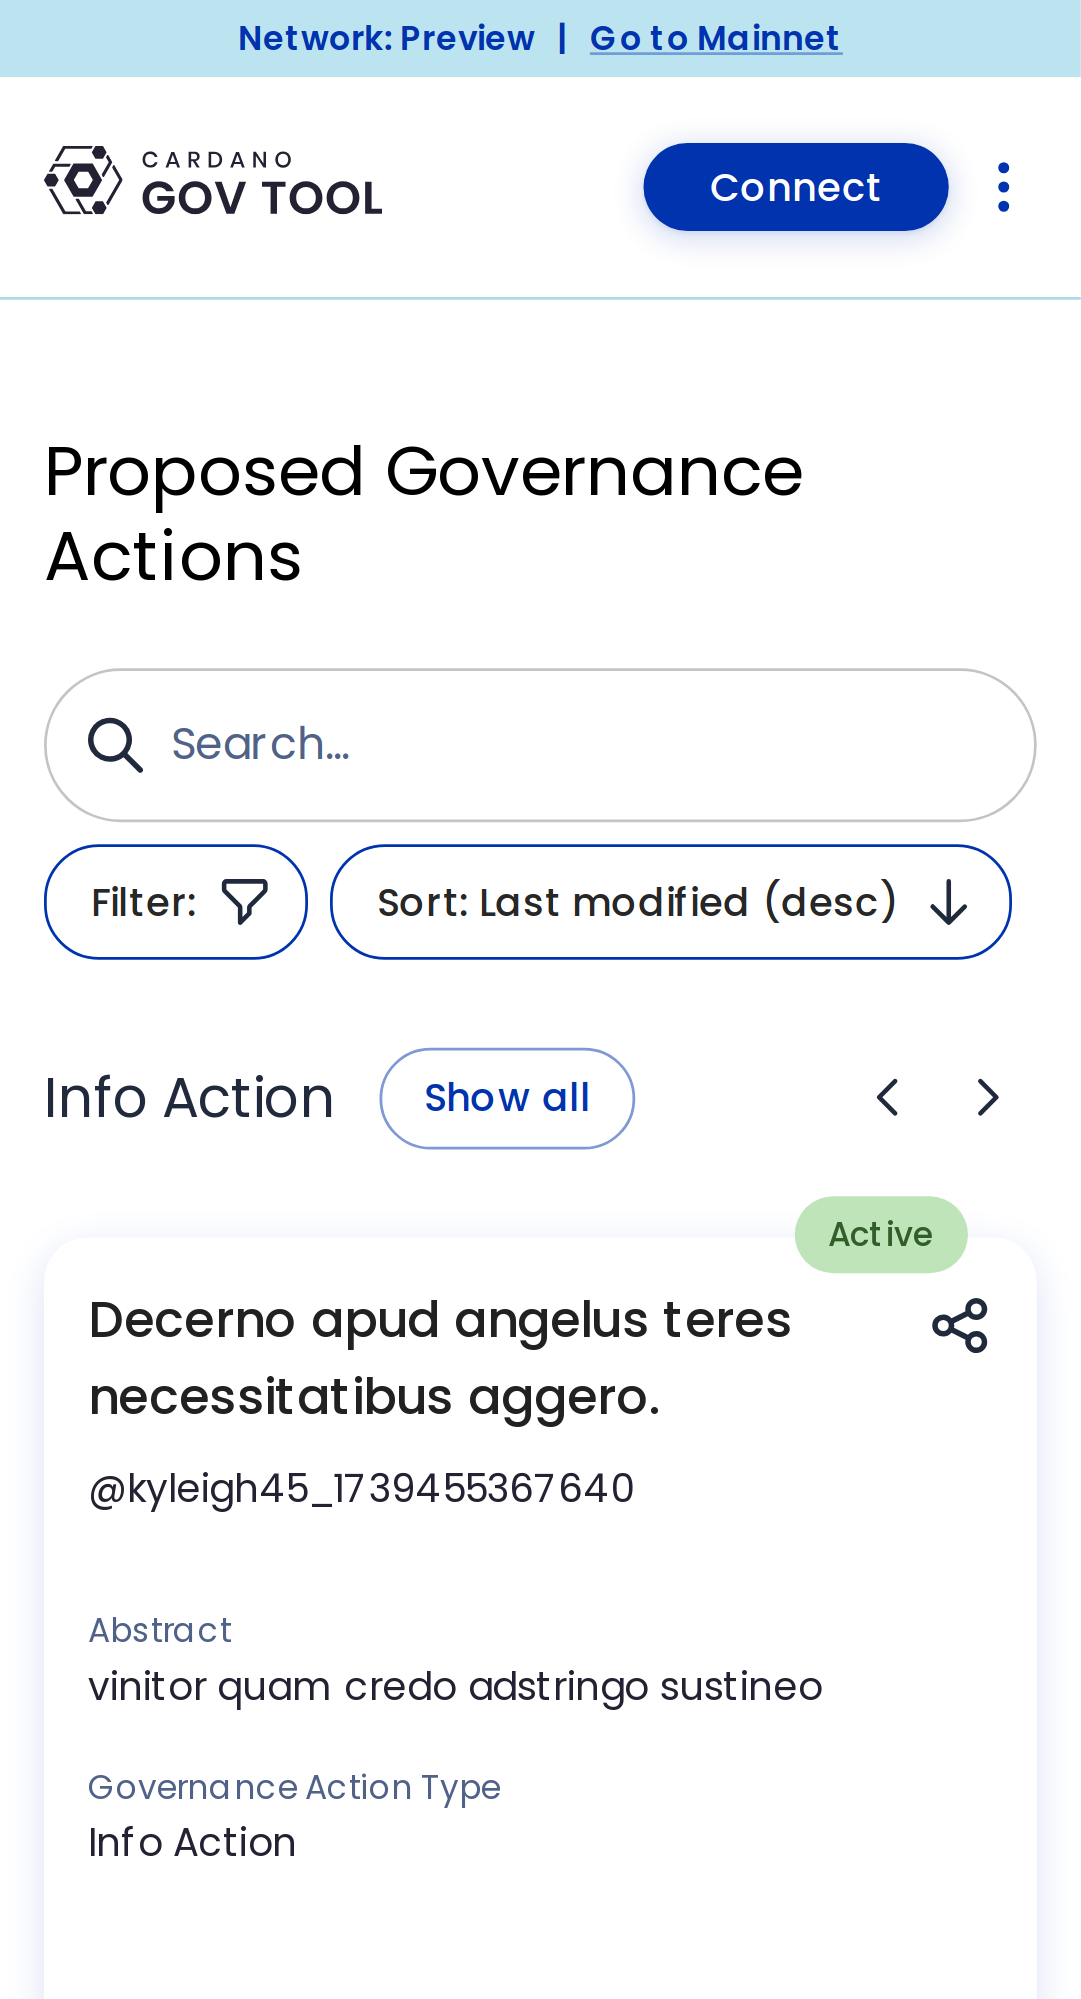 Network: Preview | Go to Mainnet
CARDANO
GOV TOOL
Connect
Proposed Governance
Actions
Search...
Filter:
Sort: Last modified (desc)
Info Action
Show all
Active
Decerno apud angelus teres
necessitatibus aggero.
@kyleigh45_1739455367640
Abstract
vinitor quam credo adstringo sustineo
Governance Action Type
Info Action